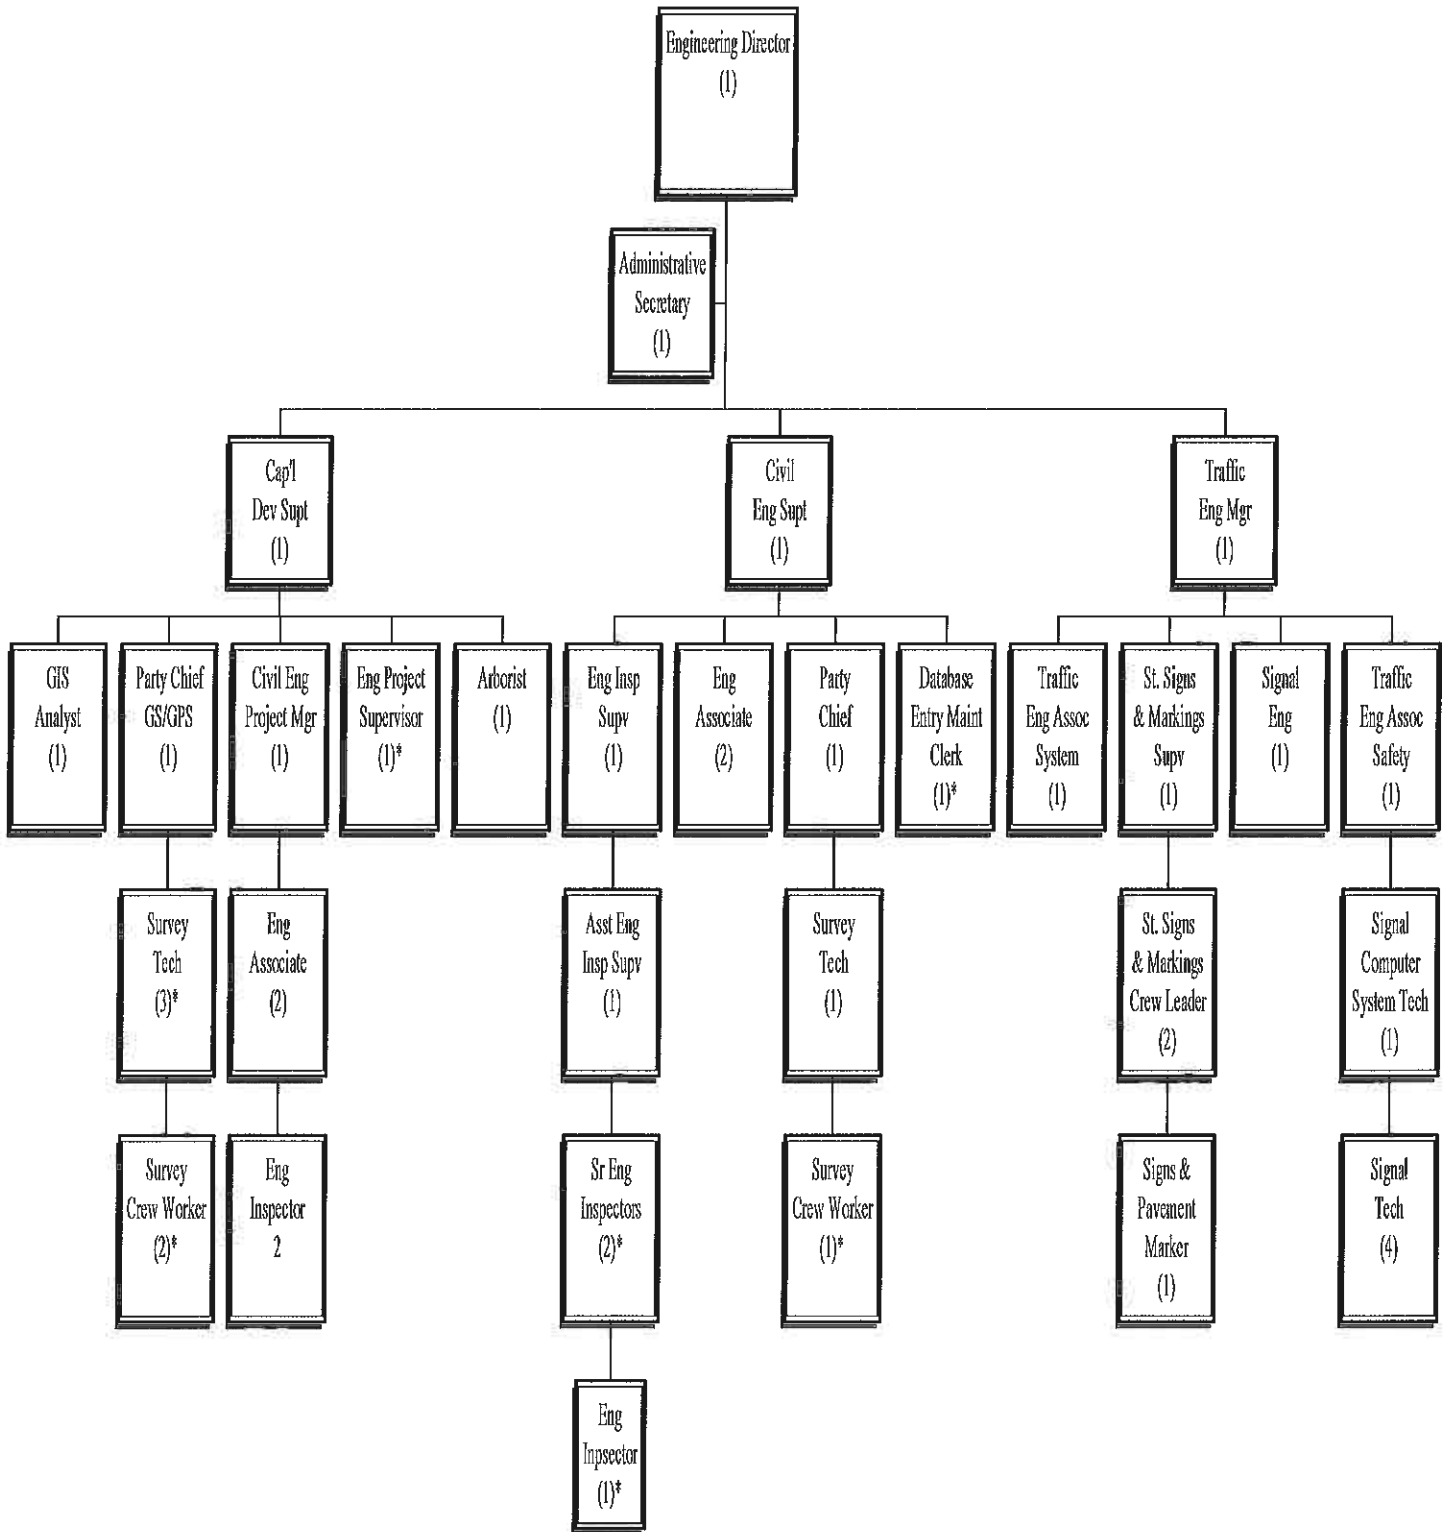 Engineering Director
(1)
Administrative
Secretary
(1)
Cap'l
Dev Supt
(1)
Civil
Eng Supt
(1)
Traffic
Eng Mgr
(1)
GIS
Analyst
(1)
Party Chief
GS/GPS
(1)
Civil Eng
Project Mgr
(1)
Eng Project
Supervisor
(1)*
Arborist
(1)
Eng Insp
Supv
(1)
Eng
Associate
(2)
Party
Chief
(1)
Database
Entry Maint
Clerk
(1)*
Traffic
Eng Assoc
System
(1)
St. Signs
& Markings
Supv
(1)
Signal
Eng
(1)
Traffic
Eng Assoc
Safety
(1)
Survey
Tech
(3)*
Eng
Associate
(2)
Asst Eng
Insp Supv
(1)
Survey
Tech
(1)
St. Signs
& Markings
Crew Leader
(2)
Signal
Computer
System Tech
(1)
Survey
Crew Worker
(2)*
Eng
Inspector
2
Sr Eng
Inspectors
(2)*
Survey
Crew Worker
(1)*
Signs &
Pavement
Marker
(1)
Signal
Tech
(4)
Eng
Inpsector
(1)*